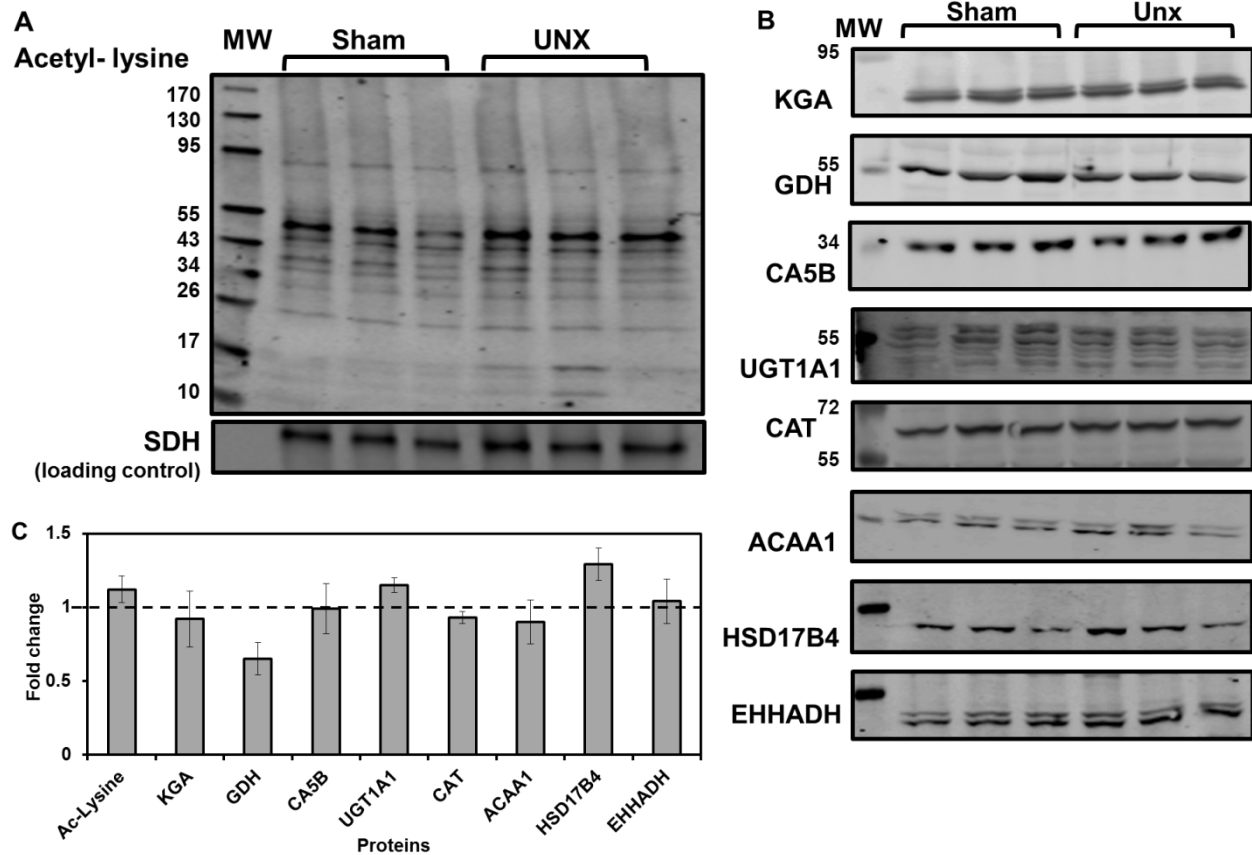 A
Acetyl- lysine
MW Sham UNX
170
130
95
55
43
34
26
17
10
SDH
(loading control)
B
MW Sham Unx
95
KGA
55
GDH
34
CA5B
55
UGT1A1
72
CAT
55
ACAA1
HSD17B4
EHHADH
C
1.5
1
0.5
0
Fold change
Ac-Lysine
KGA
GDH
CA5B
UGT1A1
CAT
ACAA1
HSD17B4
EHHADH
Proteins